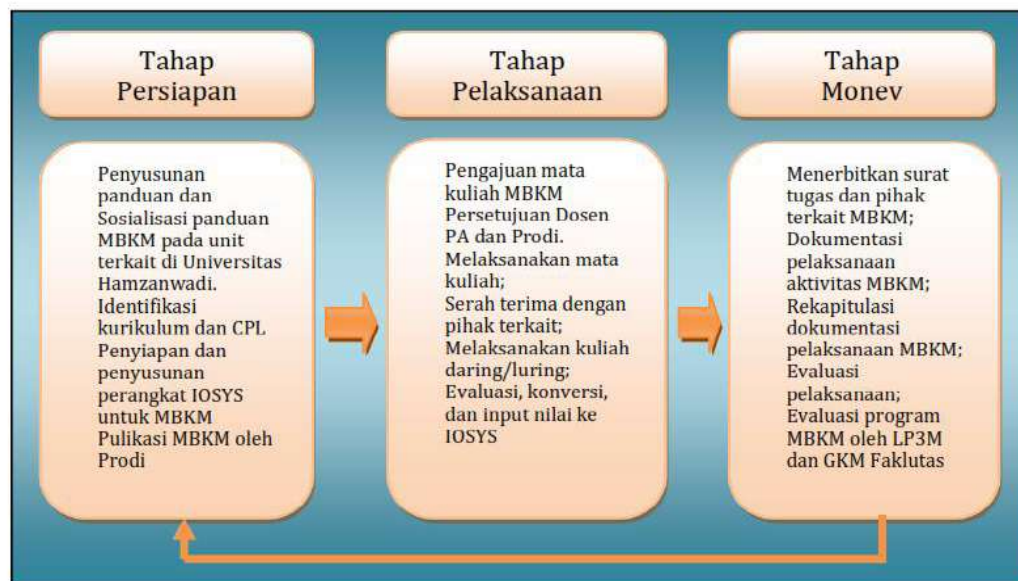 Tahap
Persiapan
Penyusunan
panduan dan
Sosialisasi panduan
MBKM pada unit
terkait di Universitas
Hamzanwadi.
Identifikasi
kurikulum dan CPL
Penyiapan dan
penyusunan
perangkat IOSYS
untuk MBKM
Pulikasi MBKM oleh
Prodi
Tahap
Pelaksanaan
Pengajuan mata
kuliah MBKM
Persetujuan Dosen
PA dan Prodi.
Melaksanakan mata
kuliah;
Serah terima dengan
pihak terkait;
Melaksanakan kuliah
daring/luring;
Evaluasi, konversi,
dan input nilai ke
IOSYS
Tahap
Monev
Menerbitkan surat
tugas dan pihak
terkait MBKM;
Dokumentasi
pelaksanaan
aktivitas MBKM;
Rekapitulasi
dokumentasi
pelaksanaan MBKM;
Evaluasi
pelaksanaan;
Evaluasi program
MBKM oleh LP3M
dan GKM Faklutas